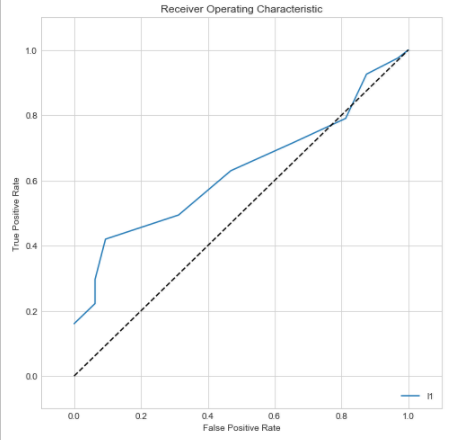 Receiver Operating Characteristic
1.0
0.8
0.6
0.4
0.2
0.0
True Positive Rate
0.0 0.2 0.4 0.6 0.8 1.0
False Positive Rate
l1